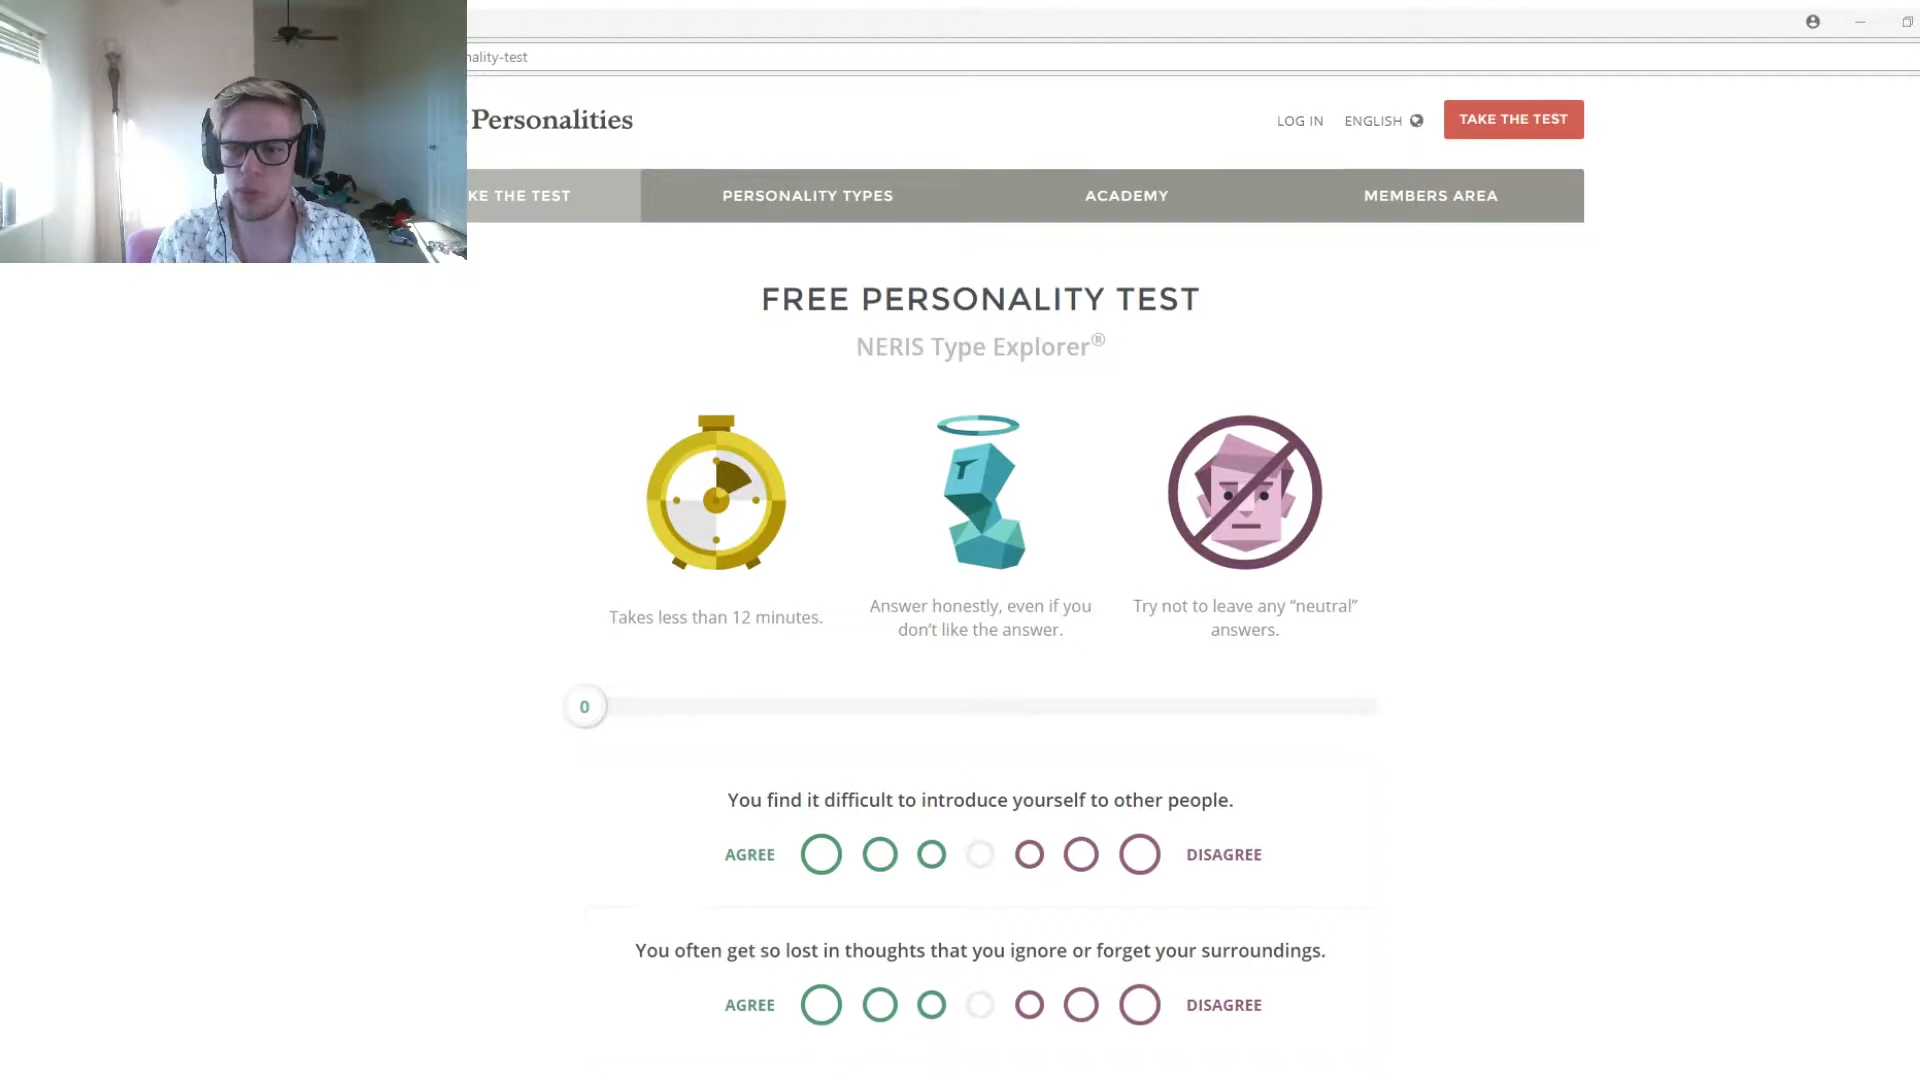 nality-test
Personalities
LOG IN
ENGLISH
TAKE THE TEST
KE THE TEST
PERSONALITY TYPES
ACADEMY
MEMBERS AREA
FREE PERSONALITY TEST
NERIS Type Explorer®
Takes less than 12 minutes.
Answer honestly, even if you
don’t like the answer.
Try not to leave any “neutral”
answers.
0
You find it difficult to introduce yourself to other people.
AGREE
DISAGREE
You often get so lost in thoughts that you ignore or forget your surroundings.
AGREE
DISAGREE